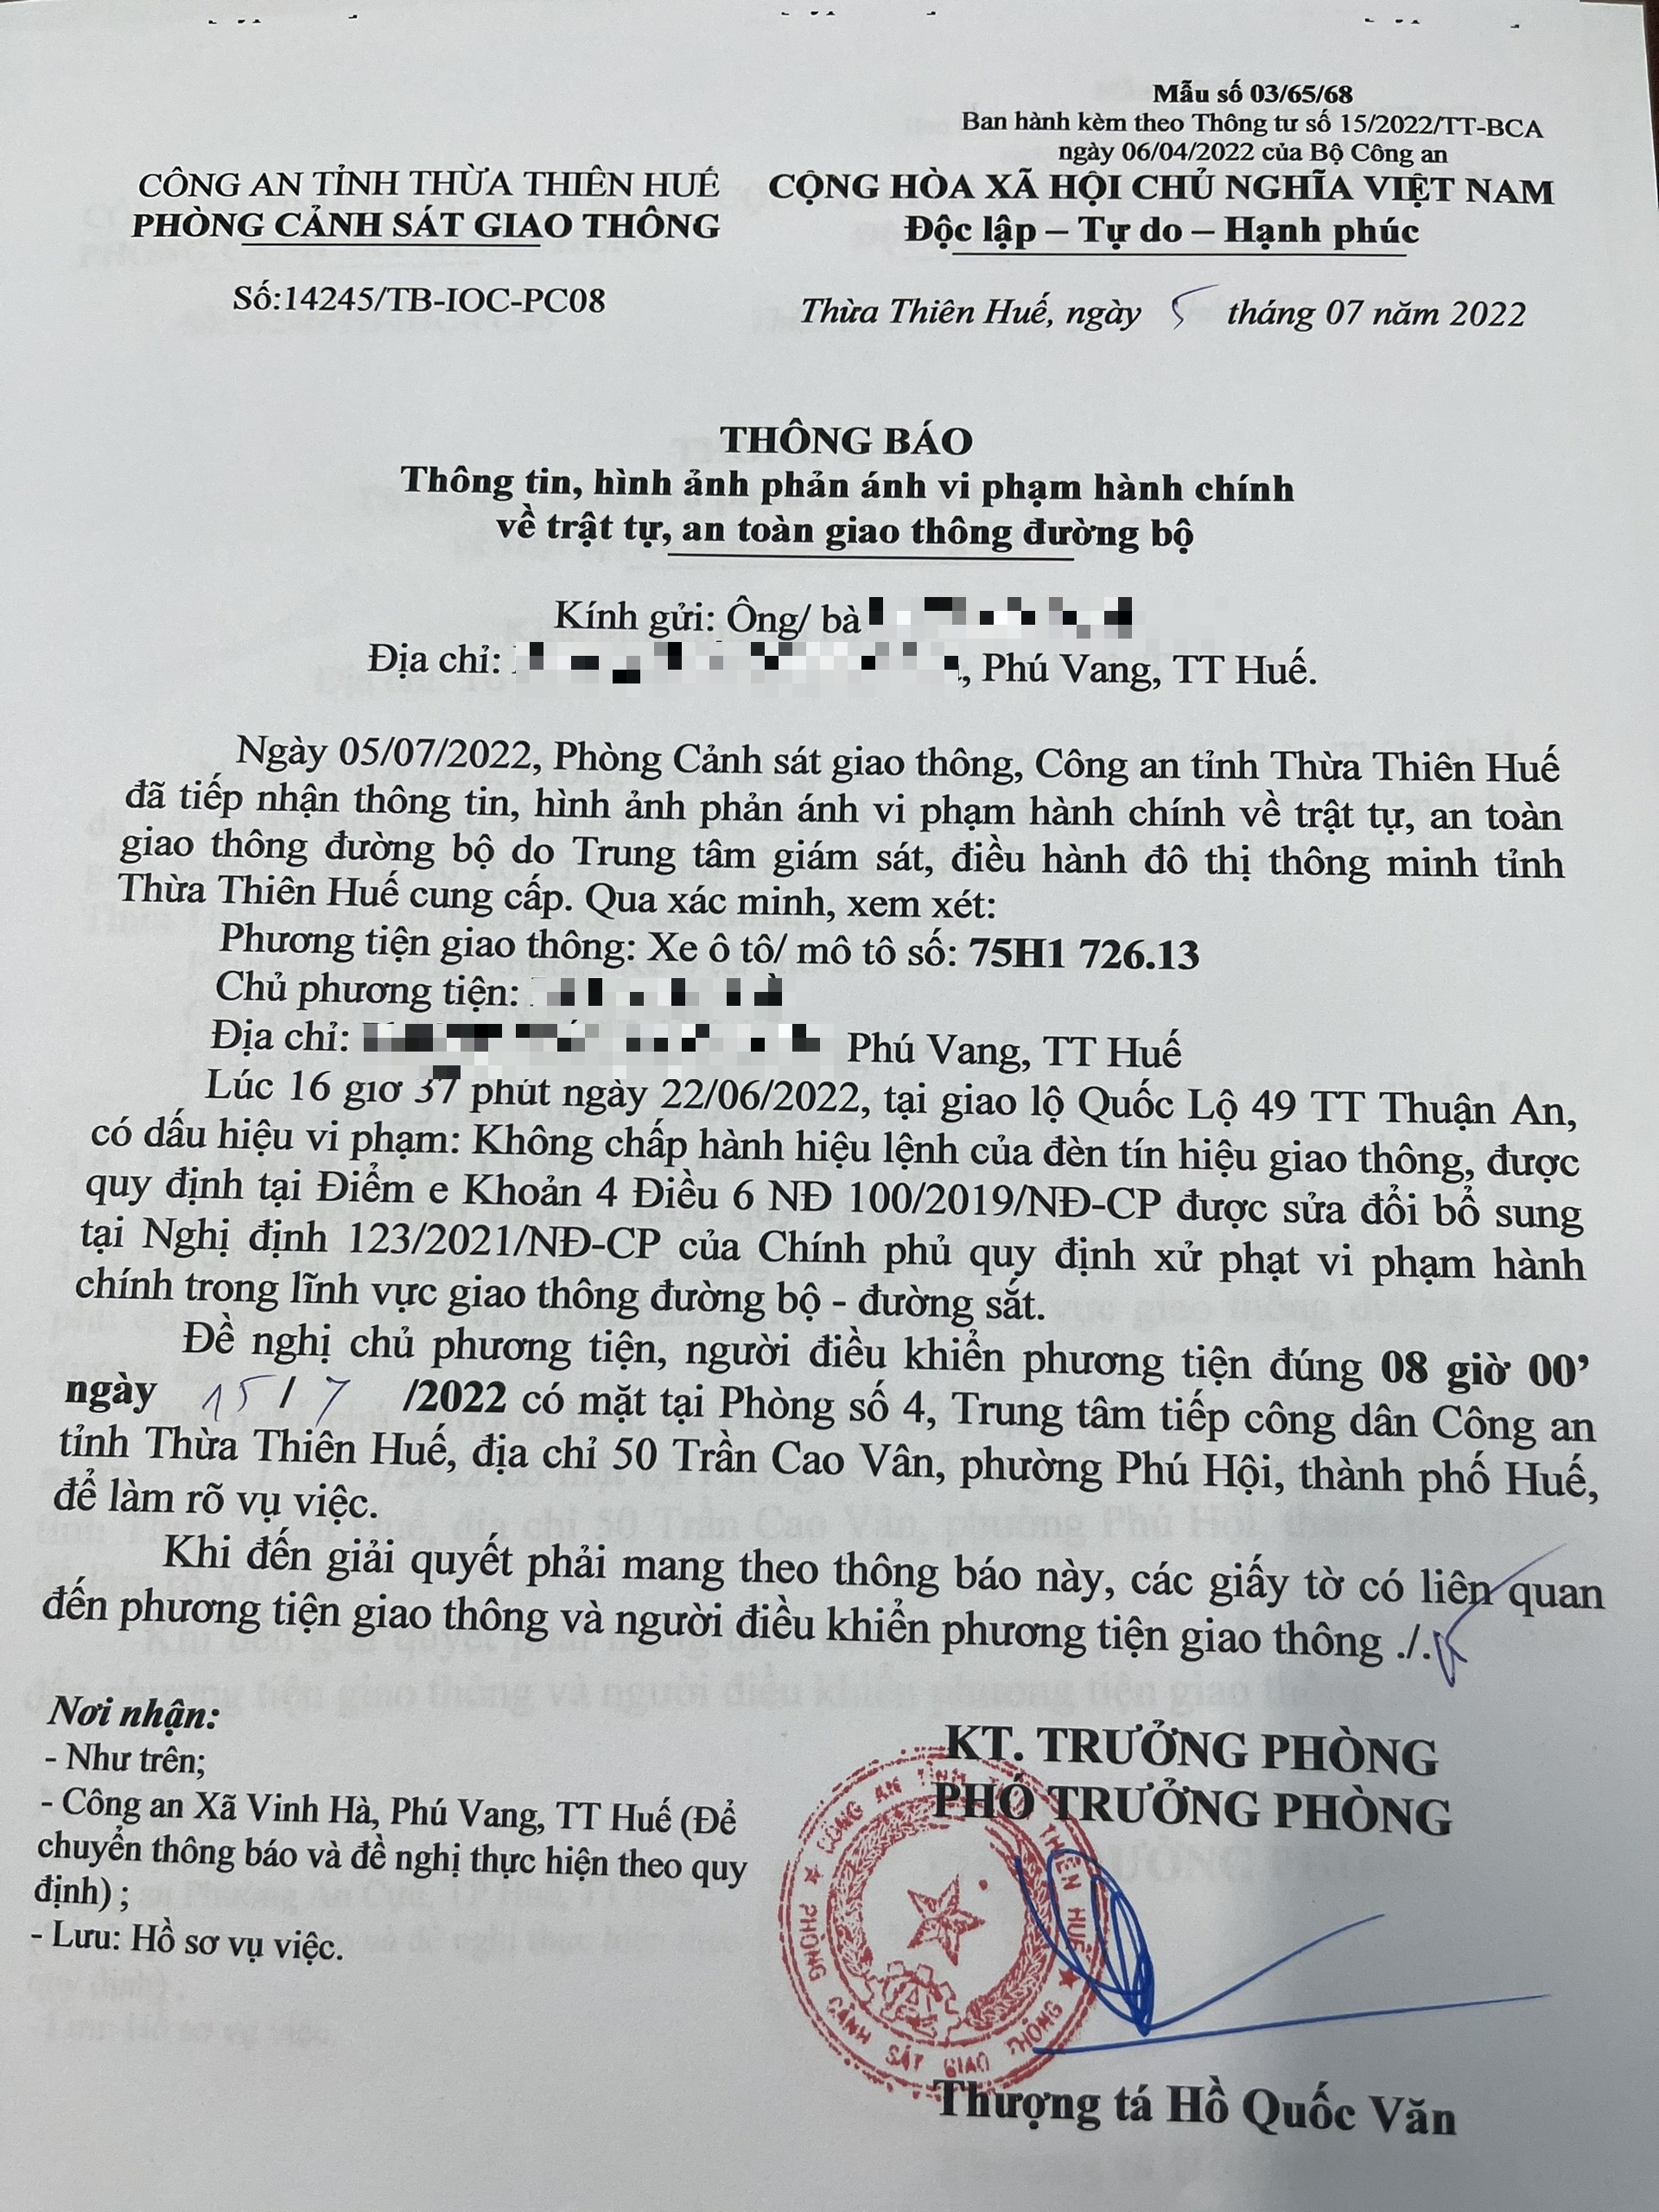 Mẫu số 03/65/68
Ban hành kèm theo Thông tư số 15/2022/TT-BCA
ngày 06/04/2022 của Bộ Công an
CÔNG AN TỈNH THỪA THIÊN HUẾ
PHÒNG CẢNH SÁT GIAO THÔNG
CỘNG HÒA XÃ HỘI CHỦ NGHĨA VIỆT NAM
Độc lập – Tự do – Hạnh phúc
Số:14245/TB-IOC-PC08
Thừa Thiên Huế, ngày 5 tháng 07 năm 2022
THÔNG BÁO
Thông tin, hình ảnh phản ánh vi phạm hành chính
về trật tự, an toàn giao thông đường bộ
Kính gửi: Ông/ bà
Địa chỉ: , Phú Vang, TT Huế.
Ngày 05/07/2022, Phòng Cảnh sát giao thông, Công an tỉnh Thừa Thiên Huế
đã tiếp nhận thông tin, hình ảnh phản ánh vi phạm hành chính về trật tự, an toàn
giao thông đường bộ do Trung tâm giám sát, điều hành đô thị thông minh tỉnh
Thừa Thiên Huế cung cấp. Qua xác minh, xem xét:
Phương tiện giao thông: Xe ô tô/ mô tô số: 75H1 726.13
Chủ phương tiện:
Địa chỉ: Phú Vang, TT Huế
Lúc 16 giờ 37 phút ngày 22/06/2022, tại giao lộ Quốc Lộ 49 TT Thuận An,
có dấu hiệu vi phạm: Không chấp hành hiệu lệnh của đèn tín hiệu giao thông, được
quy định tại Điểm e Khoản 4 Điều 6 NĐ 100/2019/NĐ-CP được sửa đổi bổ sung
tại Nghị định 123/2021/NĐ-CP của Chính phủ quy định xử phạt vi phạm hành
chính trong lĩnh vực giao thông đường bộ - đường sắt.
Đề nghị chủ phương tiện, người điều khiển phương tiện đúng 08 giờ 00’
ngày 15 / 7 /2022 có mặt tại Phòng số 4, Trung tâm tiếp công dân Công an
tỉnh Thừa Thiên Huế, địa chỉ 50 Trần Cao Vân, phường Phú Hội, thành phố Huế,
để làm rõ vụ việc.
Khi đến giải quyết phải mang theo thông báo này, các giấy tờ có liên quan
đến phương tiện giao thông và người điều khiển phương tiện giao thông ./.
Nơi nhận:
- Như trên;
- Công an Xã Vinh Hà, Phú Vang, TT Huế (Để
chuyển thông báo và đề nghị thực hiện theo quy
định) ;
- Lưu: Hồ sơ vụ việc.
KT. TRƯỞNG PHÒNG
PHÓ TRƯỞNG PHÒNG
CÔNG AN TỈNH THỪA THIÊN HUẾ
PHÒNG CẢNH SÁT GIAO THÔNG
Thượng tá Hồ Quốc Văn